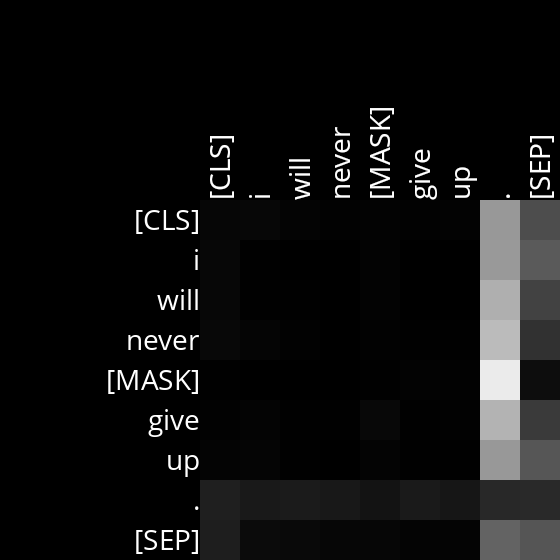 [CLS] i will never [MASK] give up . [SEP]
[CLS]
i
will
never
[MASK]
give
up
.
[SEP]